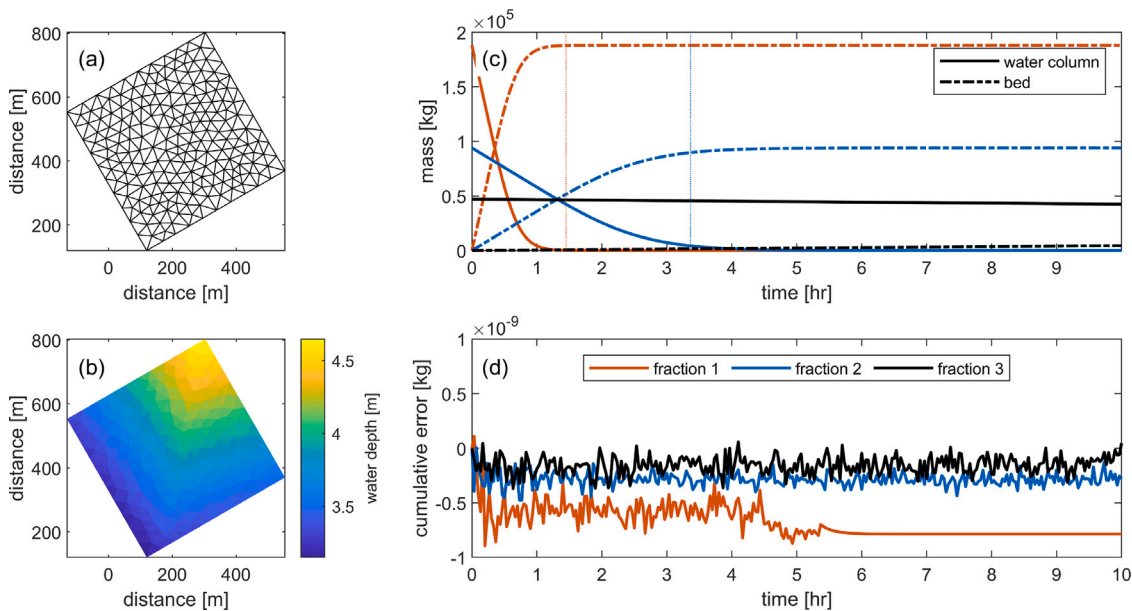 (a)
800
600
400
200
distance [m]
0
200
400
distance [m]
(b)
800
600
400
200
distance [m]
0
200
400
distance [m]
4.5
4
3.5
water depth [m]
×10^5
(c)
2
1.5
1
0.5
0
mass [kg]
water column
bed
0 1 2 3 4 5 6 7 8 9 10
time [hr]
×10^-9
(d)
1
0.5
0
-0.5
-1
cumulative error [kg]
fraction 1 fraction 2 fraction 3
0 1 2 3 4 5 6 7 8 9 10
time [hr]